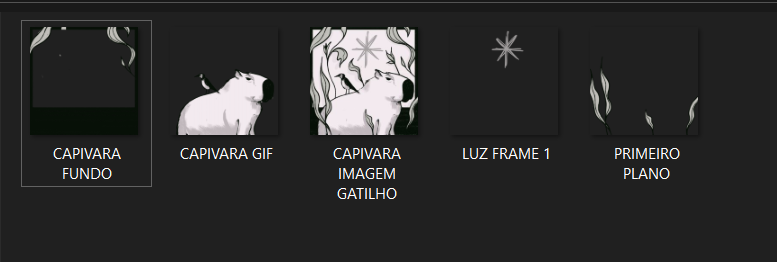 CAPIVARA
FUNDO
CAPIVARA GIF
CAPIVARA
IMAGEM
GATILHO
LUZ FRAME 1
PRIMEIRO
PLANO